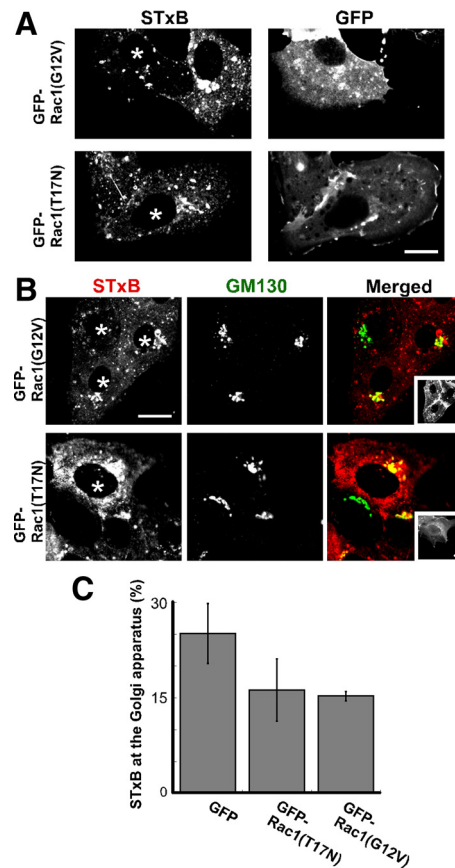 A
STxB GFP
GFP-
Rac1(G12V)
*
GFP-
Rac1(T17N)
*
B
STxB GM130 Merged
GFP-
Rac1(G12V)
* * *
GFP-
Rac1(T17N)
*
C
STxB at the Golgi apparatus (%)
30
15
0
GFP
GFP-
Rac1(T17N)
GFP-
Rac1(G12V)